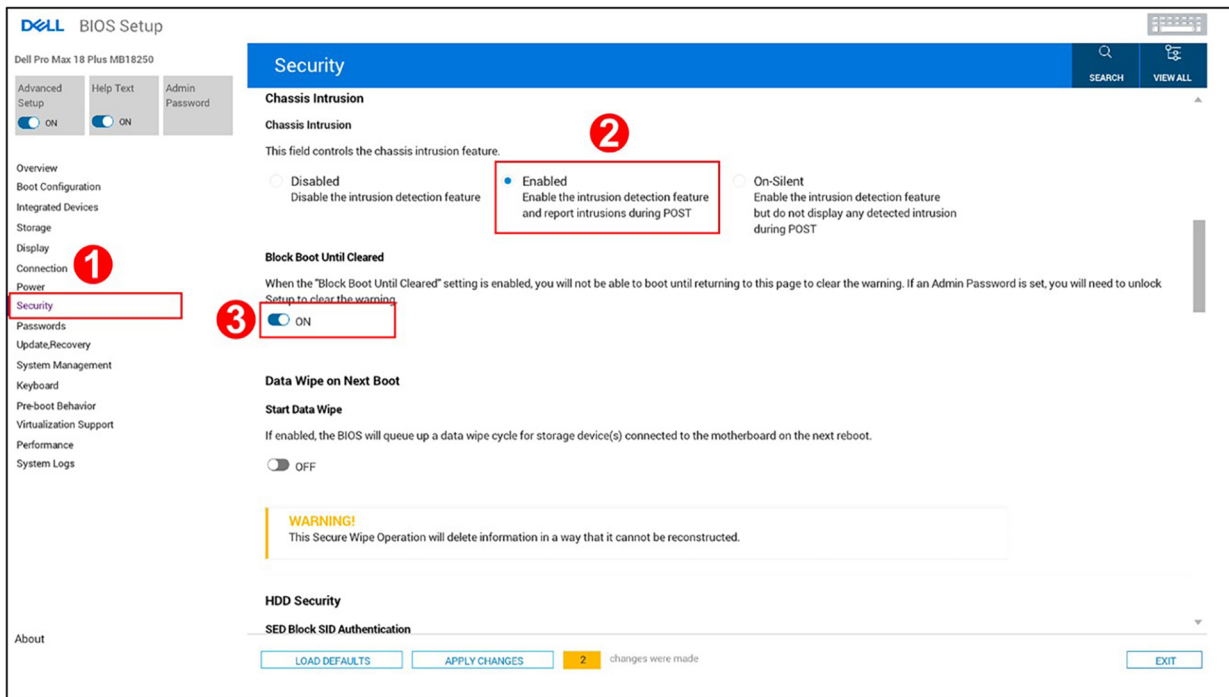 DELL BIOS Setup
Dell Pro Max 18 Plus MB18250
Advanced Setup
ON
Help Text
ON
Admin Password
Overview
Boot Configuration
Integrated Devices
Storage
Display
Connection
1
Power
Security
Passwords
Update,Recovery
System Management
Keyboard
Pre-boot Behavior
Virtualization Support
Performance
System Logs
About
Security
SEARCH
VIEW ALL
Chassis Intrusion
Chassis Intrusion
This field controls the chassis intrusion feature.
2
Disabled
Disable the intrusion detection feature
Enabled
Enable the intrusion detection feature
and report intrusions during POST
On-Silent
Enable the intrusion detection feature
but do not display any detected intrusion
during POST
Block Boot Until Cleared
When the "Block Boot Until Cleared" setting is enabled, you will not be able to boot until returning to this page to clear the warning. If an Admin Password is set, you will need to unlock
Setup to clear the warning.
3
ON
Data Wipe on Next Boot
Start Data Wipe
If enabled, the BIOS will queue up a data wipe cycle for storage device(s) connected to the motherboard on the next reboot.
OFF
WARNING!
This Secure Wipe Operation will delete information in a way that it cannot be reconstructed.
HDD Security
SED Block SID Authentication
LOAD DEFAULTS
APPLY CHANGES
2 changes were made
EXIT